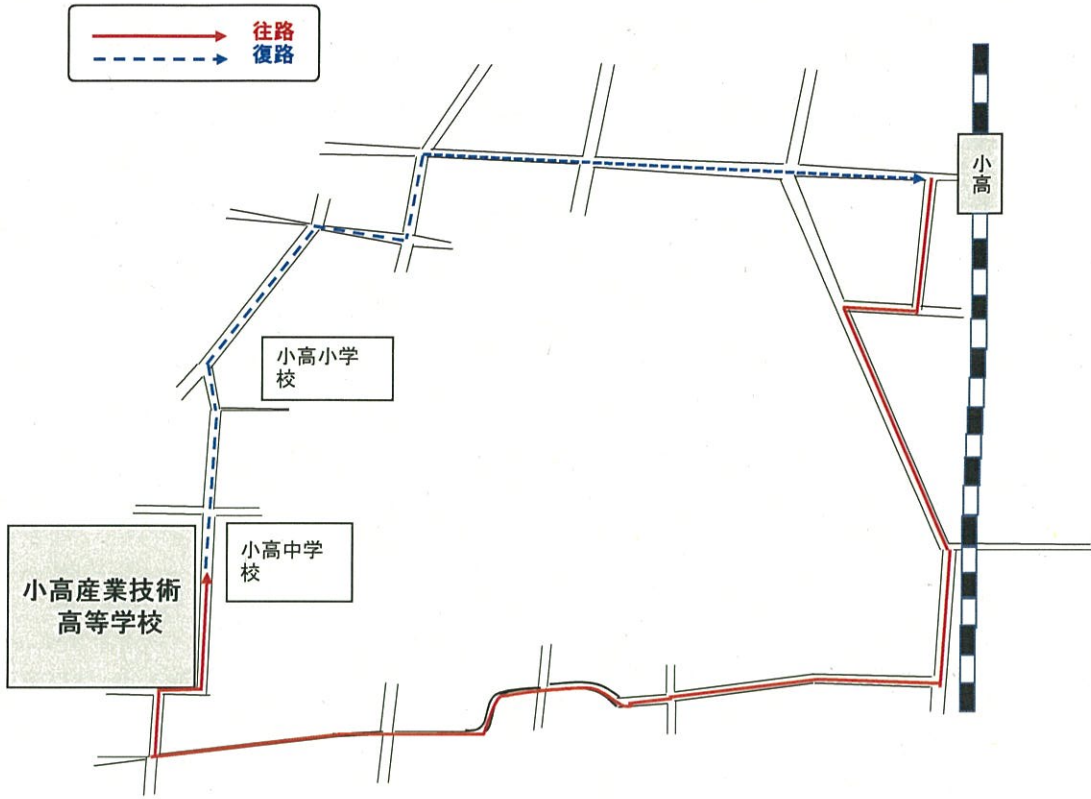 往路
復路
小高
小高小学
校
小高中学
校
小高産業技術
高等学校